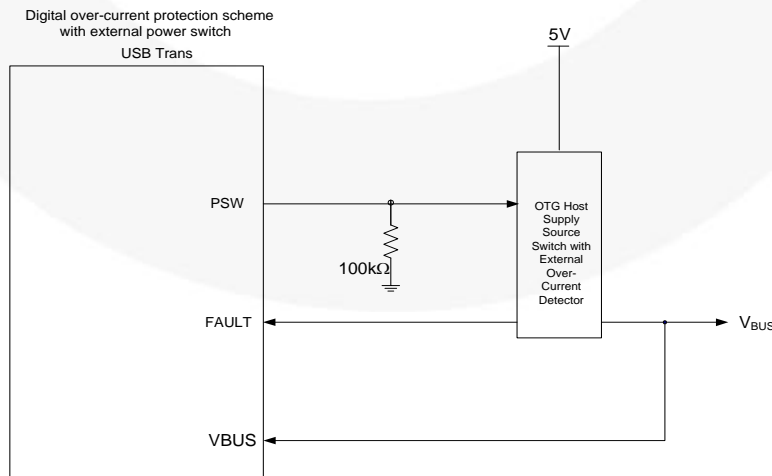 Digital over-current protection scheme
with external power switch
USB Trans
5V
PSW
OTG Host
Supply
Source
Switch with
External
Over-
Current
Detector
100kΩ
FAULT
VBUS
VBUS